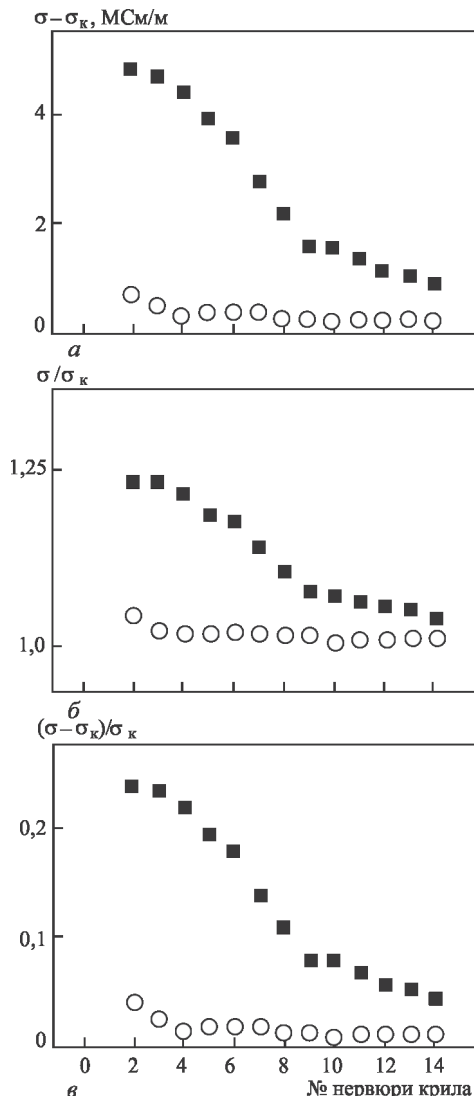 σ–σк, МСм/м
4
2
0
а
σ/σк
1,25
1,0
б
(σ–σк)/σк
0,2
0,1
0
0 2 4 6 8 10 12 14
в № нервюри крила